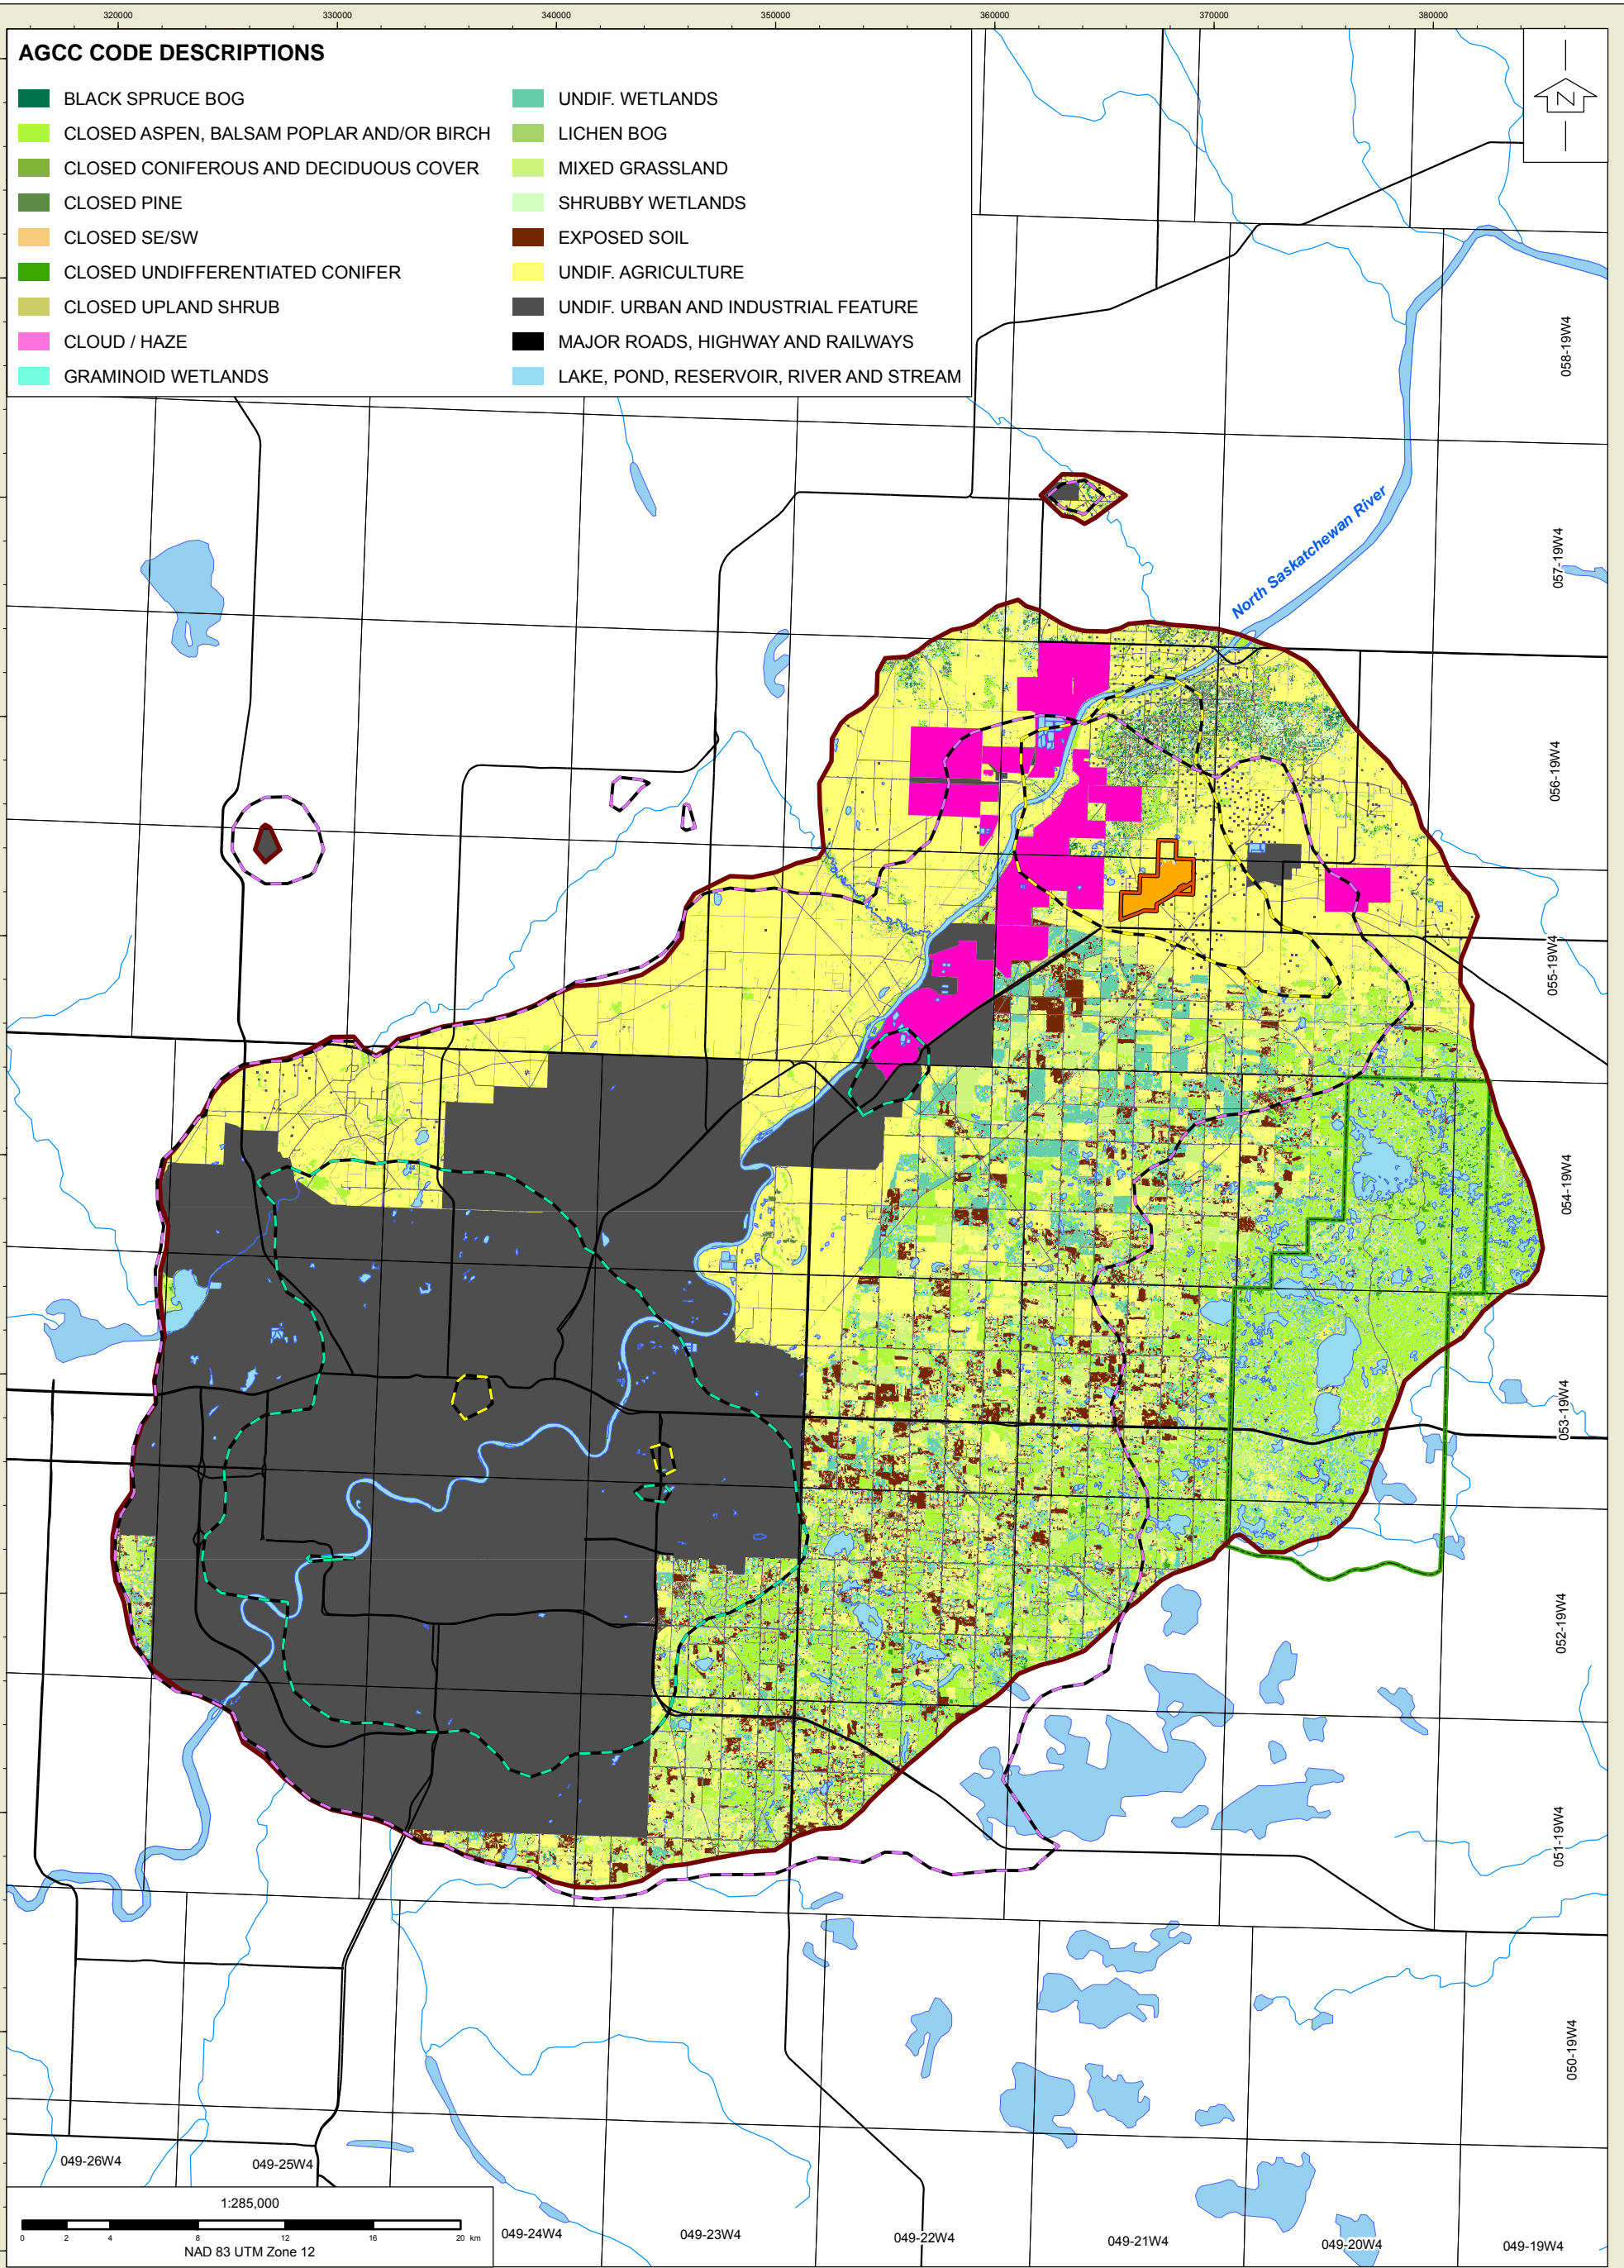 320000 330000 340000 350000 360000 370000 380000
AGCC CODE DESCRIPTIONS
BLACK SPRUCE BOG
CLOSED ASPEN, BALSAM POPLAR AND/OR BIRCH
CLOSED CONIFEROUS AND DECIDUOUS COVER
CLOSED PINE
CLOSED SE/SW
CLOSED UNDIFFERENTIATED CONIFER
CLOSED UPLAND SHRUB
CLOUD / HAZE
GRAMINOID WETLANDS
UNDIF. WETLANDS
LICHEN BOG
MIXED GRASSLAND
SHRUBBY WETLANDS
EXPOSED SOIL
UNDIF. AGRICULTURE
UNDIF. URBAN AND INDUSTRIAL FEATURE
MAJOR ROADS, HIGHWAY AND RAILWAYS
LAKE, POND, RESERVOIR, RIVER AND STREAM
N
058-19W4
North Saskatchewan River
057-19W4
056-19W4
055-19W4
054-19W4
053-19W4
052-19W4
051-19W4
050-19W4
049-26W4
049-25W4
049-24W4
049-23W4
049-22W4
049-21W4
049-20W4
049-19W4
1:285,000
0 2 4 8 12 16 20 km
NAD 83 UTM Zone 12